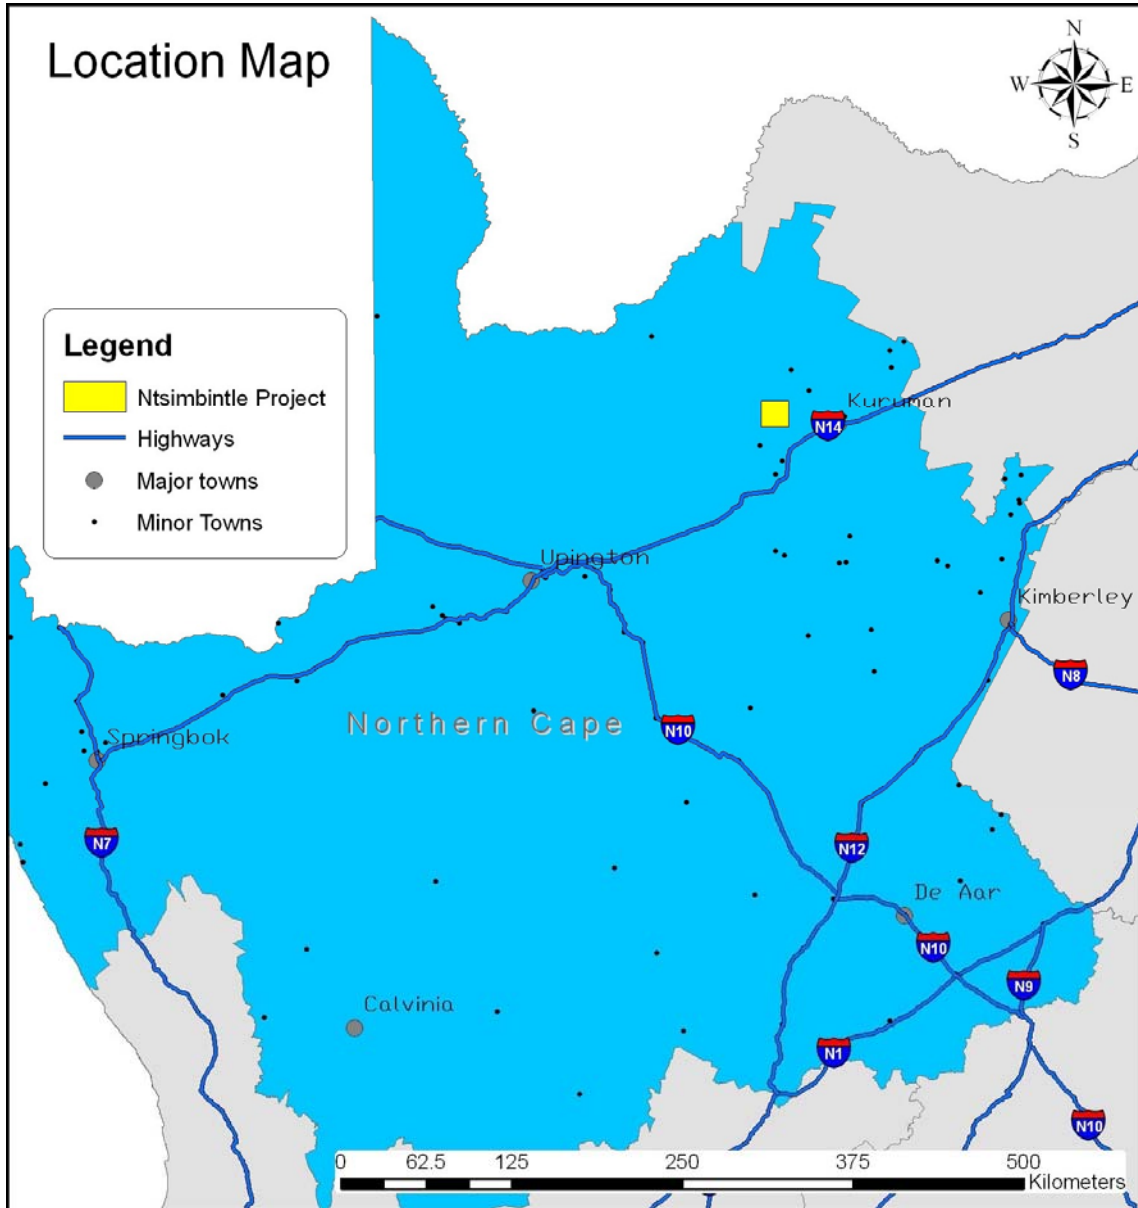 Location Map
N
W E
S
Legend
Ntsimbintle Project
Highways
Major towns
Minor Towns
Kuruman
N14
Upington
Kimberley
N8
Northern Cape
N10
Springbok
N7
N12
De Aar
N10
N9
Calvinia
N1
N10
0 62.5 125 250 375 500
Kilometers